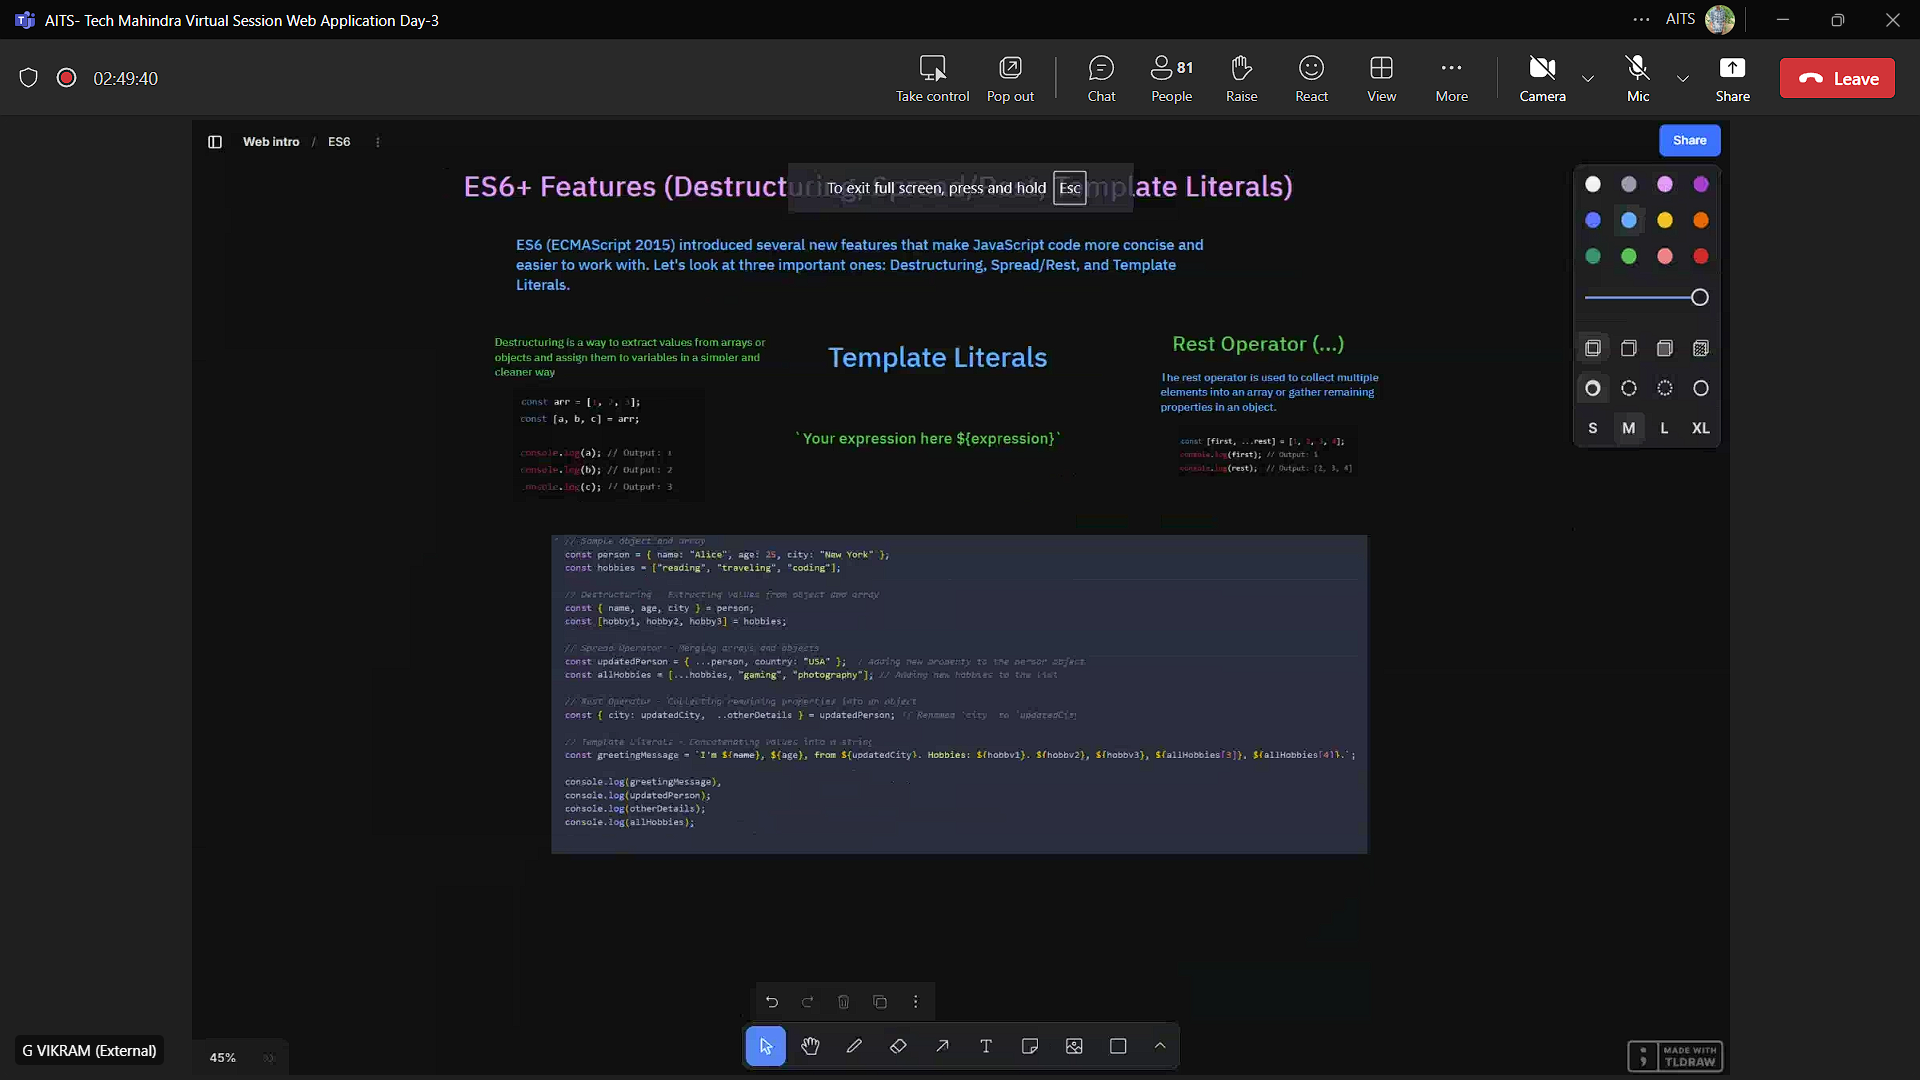 AITS- Tech Mahindra Virtual Session Web Application Day-3
AITS
02:49:40
Take control
Pop out
Chat
81
People
Raise
React
View
More
Camera
Mic
Share
Leave
Web intro / ES6
Share
ES6+ Features (Destructuring, Spread/Rest, Template Literals)
To exit full screen, press and hold Esc
ES6 (ECMAScript 2015) introduced several new features that make JavaScript code more concise and
easier to work with. Let's look at three important ones: Destructuring, Spread/Rest, and Template
Literals.
Destructuring is a way to extract values from arrays or
objects and assign them to variables in a simpler and
cleaner way
const arr = [1, 2, 3];
const [a, b, c] = arr;
console.log(a); // Output: 1
console.log(b); // Output: 2
console.log(c); // Output: 3
Template Literals
`Your expression here ${expression}`
Rest Operator (...)
The rest operator is used to collect multiple
elements into an array or gather remaining
properties in an object.
const [first, ...rest] = [1, 2, 3, 4];
console.log(first); // Output: 1
console.log(rest); // Output: [2, 3, 4]
// Sample object and array
const person = { name: "Alice", age: 25, city: "New York" };
const hobbies = ["reading", "traveling", "coding"];
// Destructuring - Extracting values from object and array
const { name, age, city } = person;
const [hobby1, hobby2, hobby3] = hobbies;
// Spread Operator - Merging arrays and objects
const updatedPerson = { ...person, country: "USA" }; // Adding new property to the person object
const allHobbies = [...hobbies, "gaming", "photography"]; // Adding new hobbies to the list
// Rest Operator - Collecting remaining properties into an object
const { city: updatedCity, ...otherDetails } = updatedPerson; // Renamed `city` to `updatedCity`
// Template Literals - Concatenating values into a string
const greetingMessage = `I'm ${name}, ${age}, from ${updatedCity}. Hobbies: ${hobby1}, ${hobby2}, ${hobby3}, ${allHobbies[3]}, ${allHobbies[4]}.`;
console.log(greetingMessage);
console.log(updatedPerson);
console.log(otherDetails);
console.log(allHobbies);
S M L XL
G VIKRAM (External)
45%
MADE WITH
TLDRAW